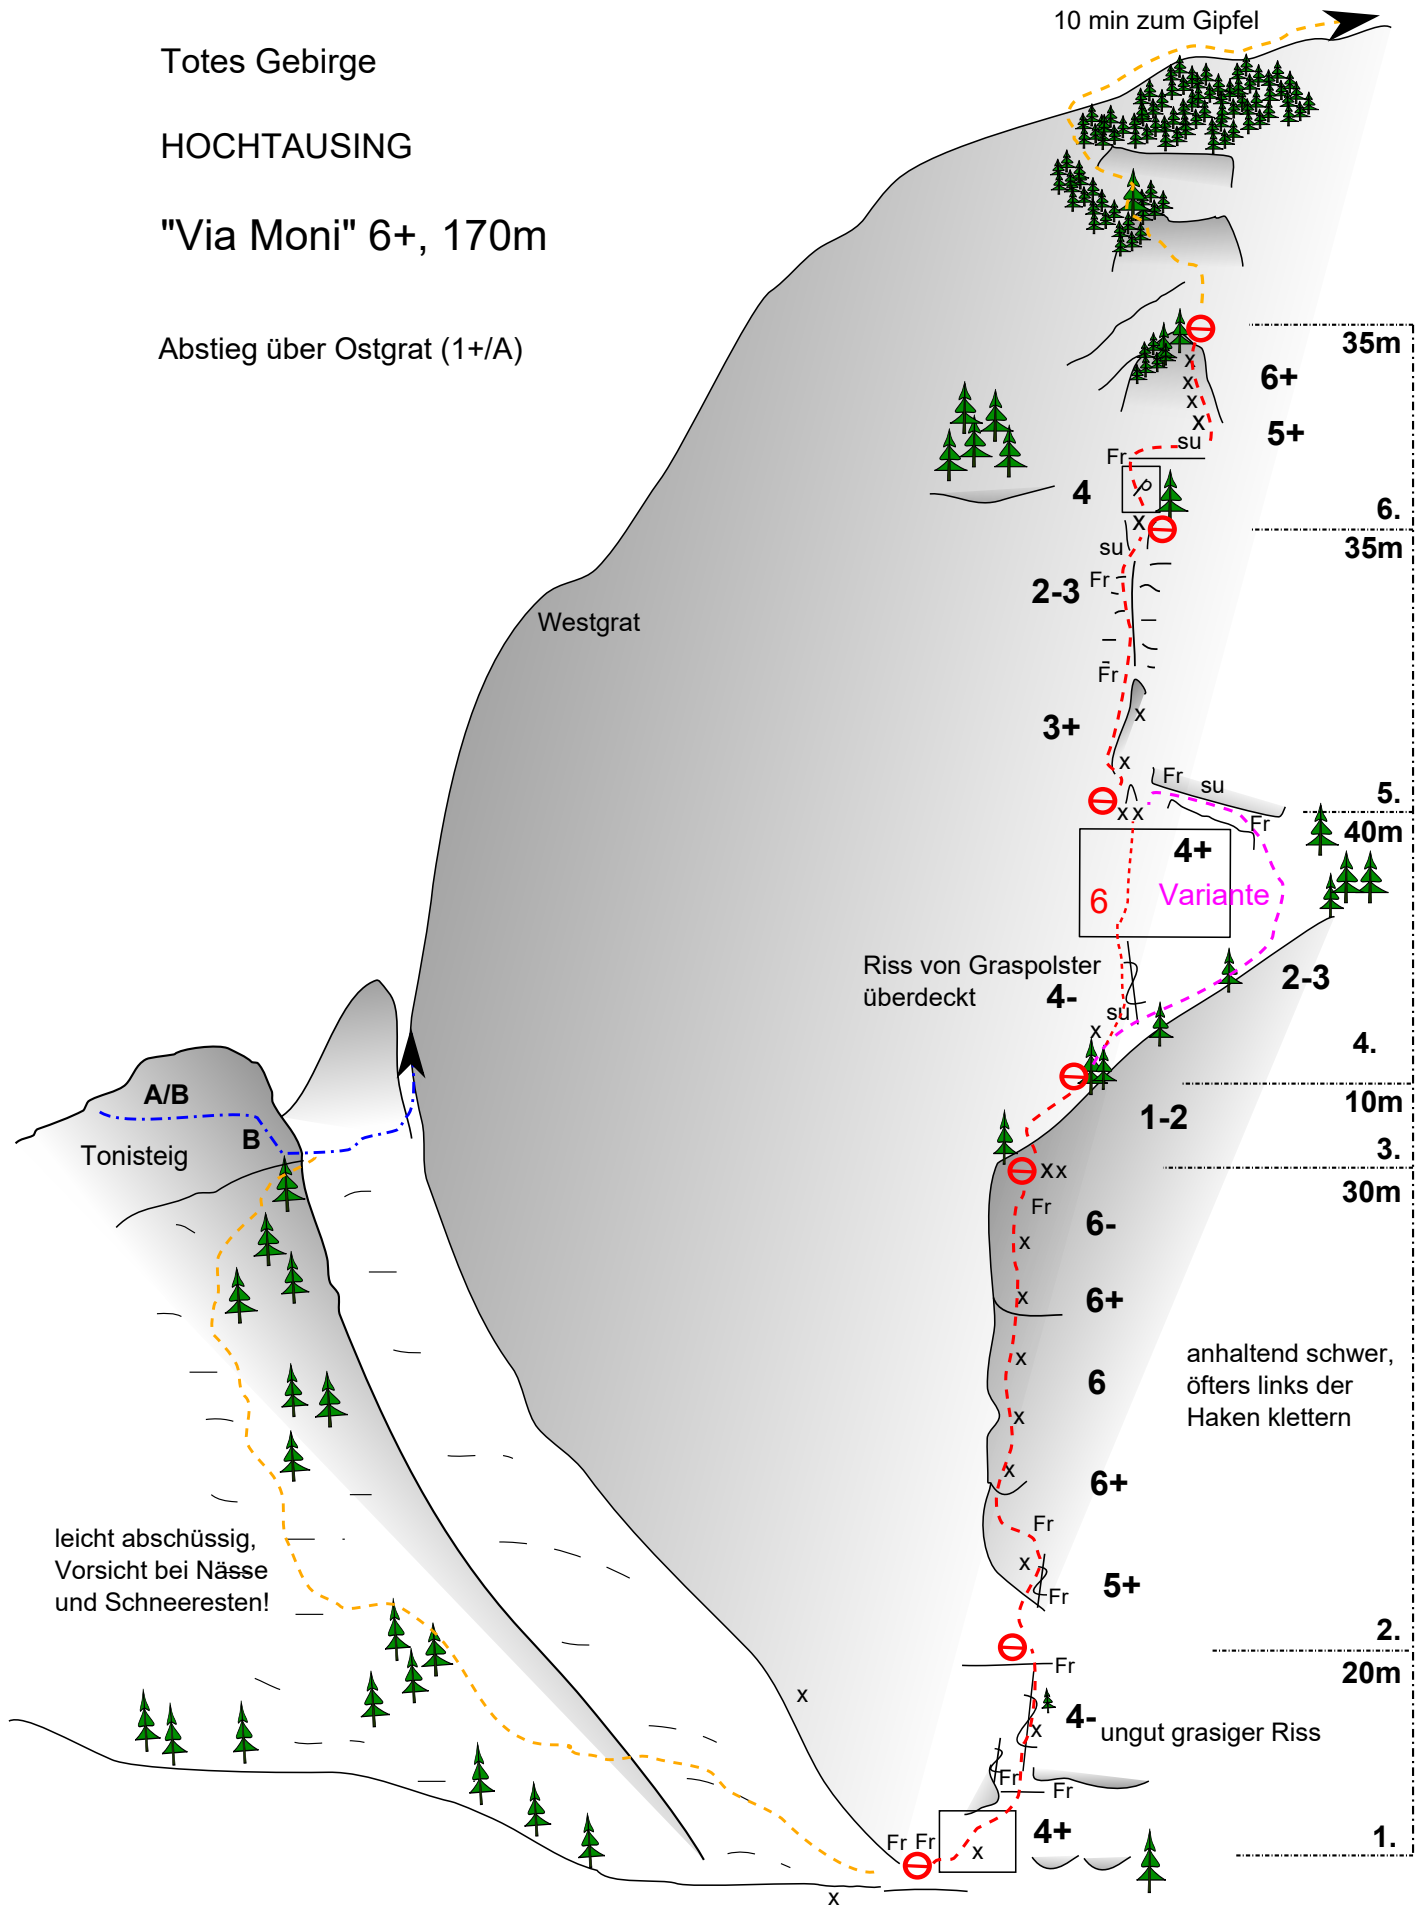 10 min zum Gipfel
Totes Gebirge
HOCHTAUSING
"Via Moni" 6+, 170m
Abstieg über Ostgrat (1+/A)
35m
x
6+
x
x
x
5+
su
Fr
4
6.
x
35m
su
Fr
2-3
Fr
Westgrat
x
3+
x
Fr
su
5.
x x
Fr
40m
4+
6
Variante
Riss von Graspolster
überdeckt
4-
2-3
su
x
4.
A/B
10m
1-2
B
Tonisteig
3.
xx
30m
Fr
6-
x
6+
x
x
anhaltend schwer,
öfters links der
Haken klettern
6
x
x
6+
Fr
leicht abschüssig,
Vorsicht bei Nässe
und Schneeresten!
x
5+
Fr
2.
Fr
20m
x
4-
x
ungut grasiger Riss
Fr
Fr
4+
1.
Fr Fr
x
x